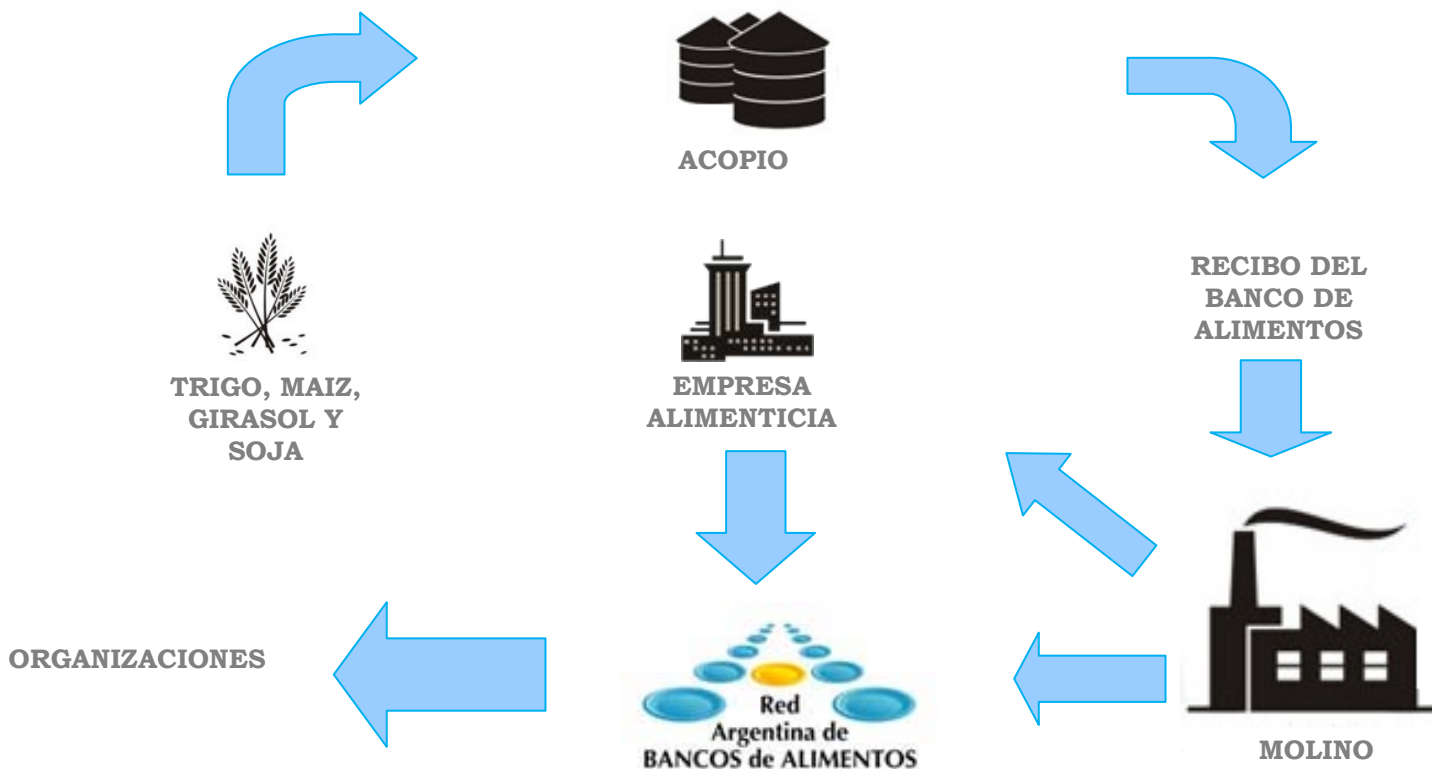 ACOPIO
RECIBO DEL
BANCO DE
ALIMENTOS
TRIGO, MAIZ,
GIRASOL Y
SOJA
EMPRESA
ALIMENTICIA
ORGANIZACIONES
Red
Argentina de
BANCOS de ALIMENTOS
MOLINO